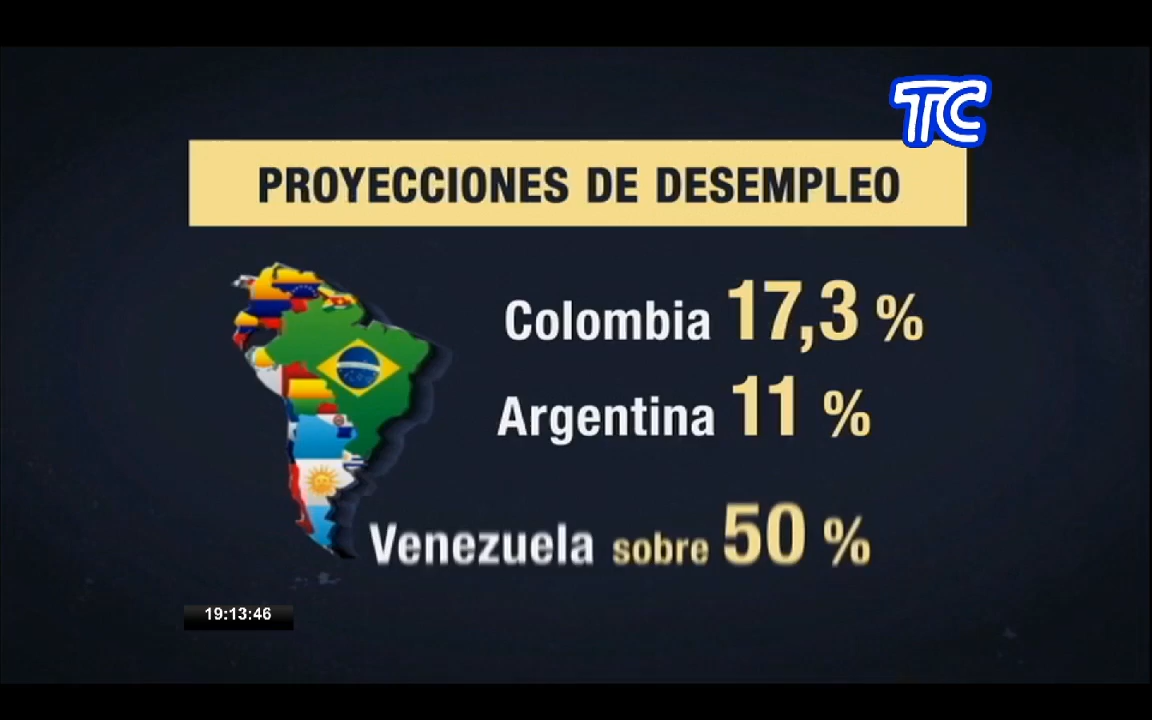 TC
PROYECCIONES DE DESEMPLEO
Colombia 17,3 %
Argentina 11 %
Venezuela sobre 50 %
19:13:46